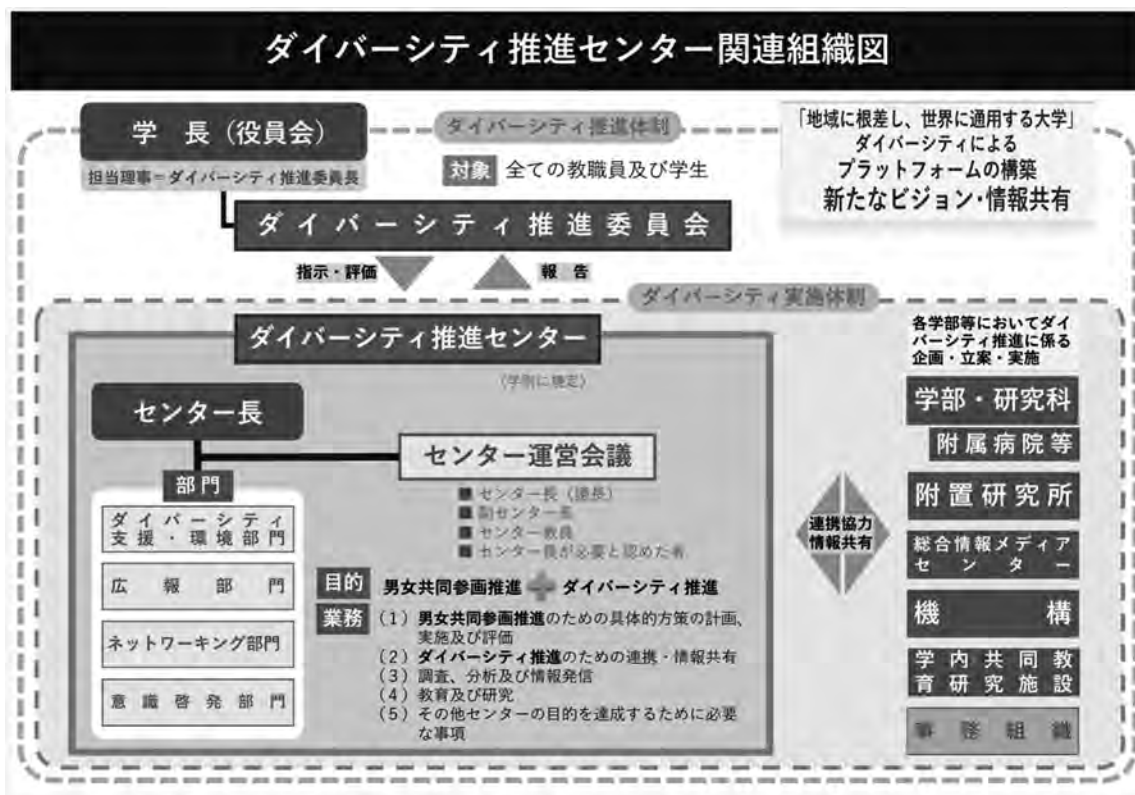 ダイバーシティ推進センター関連組織図
学 長（役員会）
担当理事＝ダイバーシティ推進委員長
ダイバーシティ推進体制
対象 全ての教職員及び学生
「地域に根差し、世界に通用する大学」
ダイバーシティによる
プラットフォームの構築
新たなビジョン・情報共有
ダイバーシティ推進委員会
指示・評価
報 告
ダイバーシティ実施体制
ダイバーシティ推進センター
（学則に規定）
センター長
センター運営会議
■ センター長（議長）
■ 副センター長
■ センター教員
■ センター長が必要と認めた者
部門
ダイバーシティ
支援・環境部門
広報部門
ネットワーキング部門
意識啓発部門
目的 男女共同参画推進 ダイバーシティ推進
業務 （1）男女共同参画推進のための具体的方策の計画、
実施及び評価
（2）ダイバーシティ推進のための連携・情報共有
（3）調査、分析及び情報発信
（4）教育及び研究
（5）その他センターの目的を達成するために必要
な事項
連携協力
情報共有
各学部等においてダイ
バーシティ推進に係る
企画・立案・実施
学部・研究科
附属病院等
附置研究所
総合情報メディア
センター
機構
学内共同教
育研究施設
事務組織